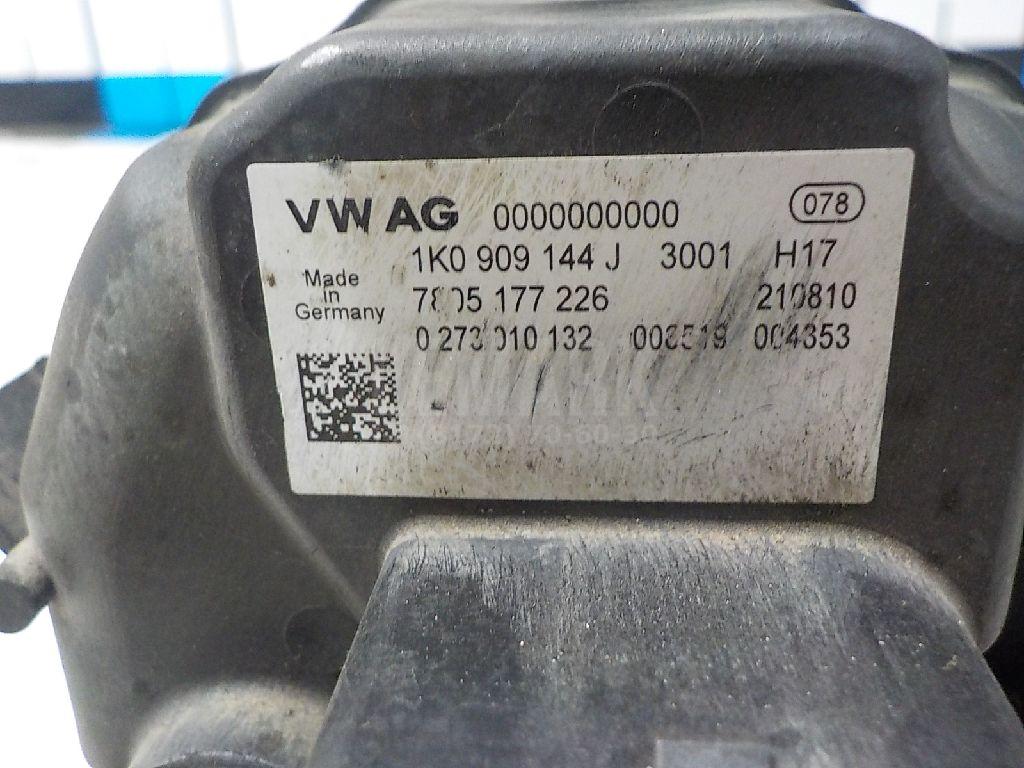 VW AG 0000000000 078
1K0 909 144 J 3001 H17
Made
in
Germany
7805 177 226 210810
0 273 010 132 004353